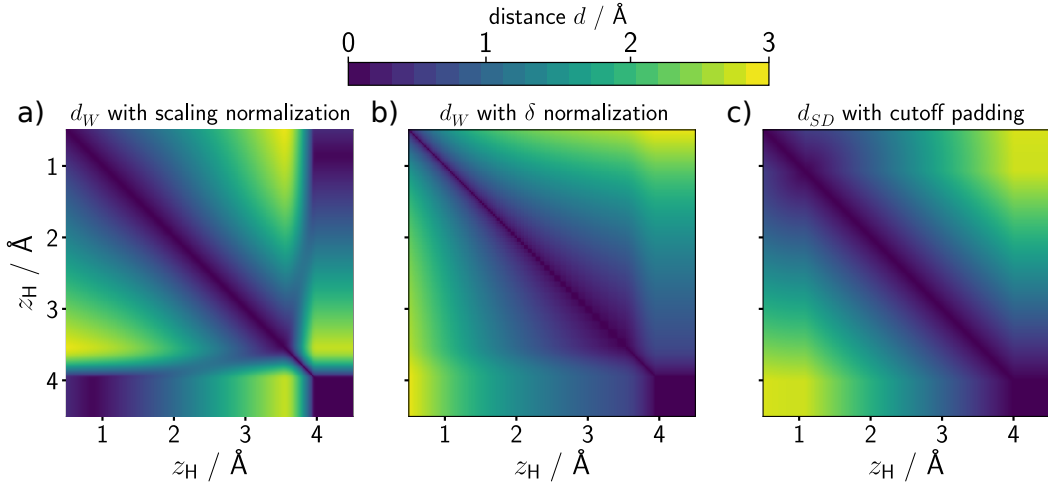 distance d / Å
0 1 2 3
a) d_W with scaling normalization b) d_W with δ normalization c) d_SD with cutoff padding
z_H / Å
1
2
3
4
1 2 3 4 1 2 3 4 1 2 3 4
z_H / Å z_H / Å z_H / Å